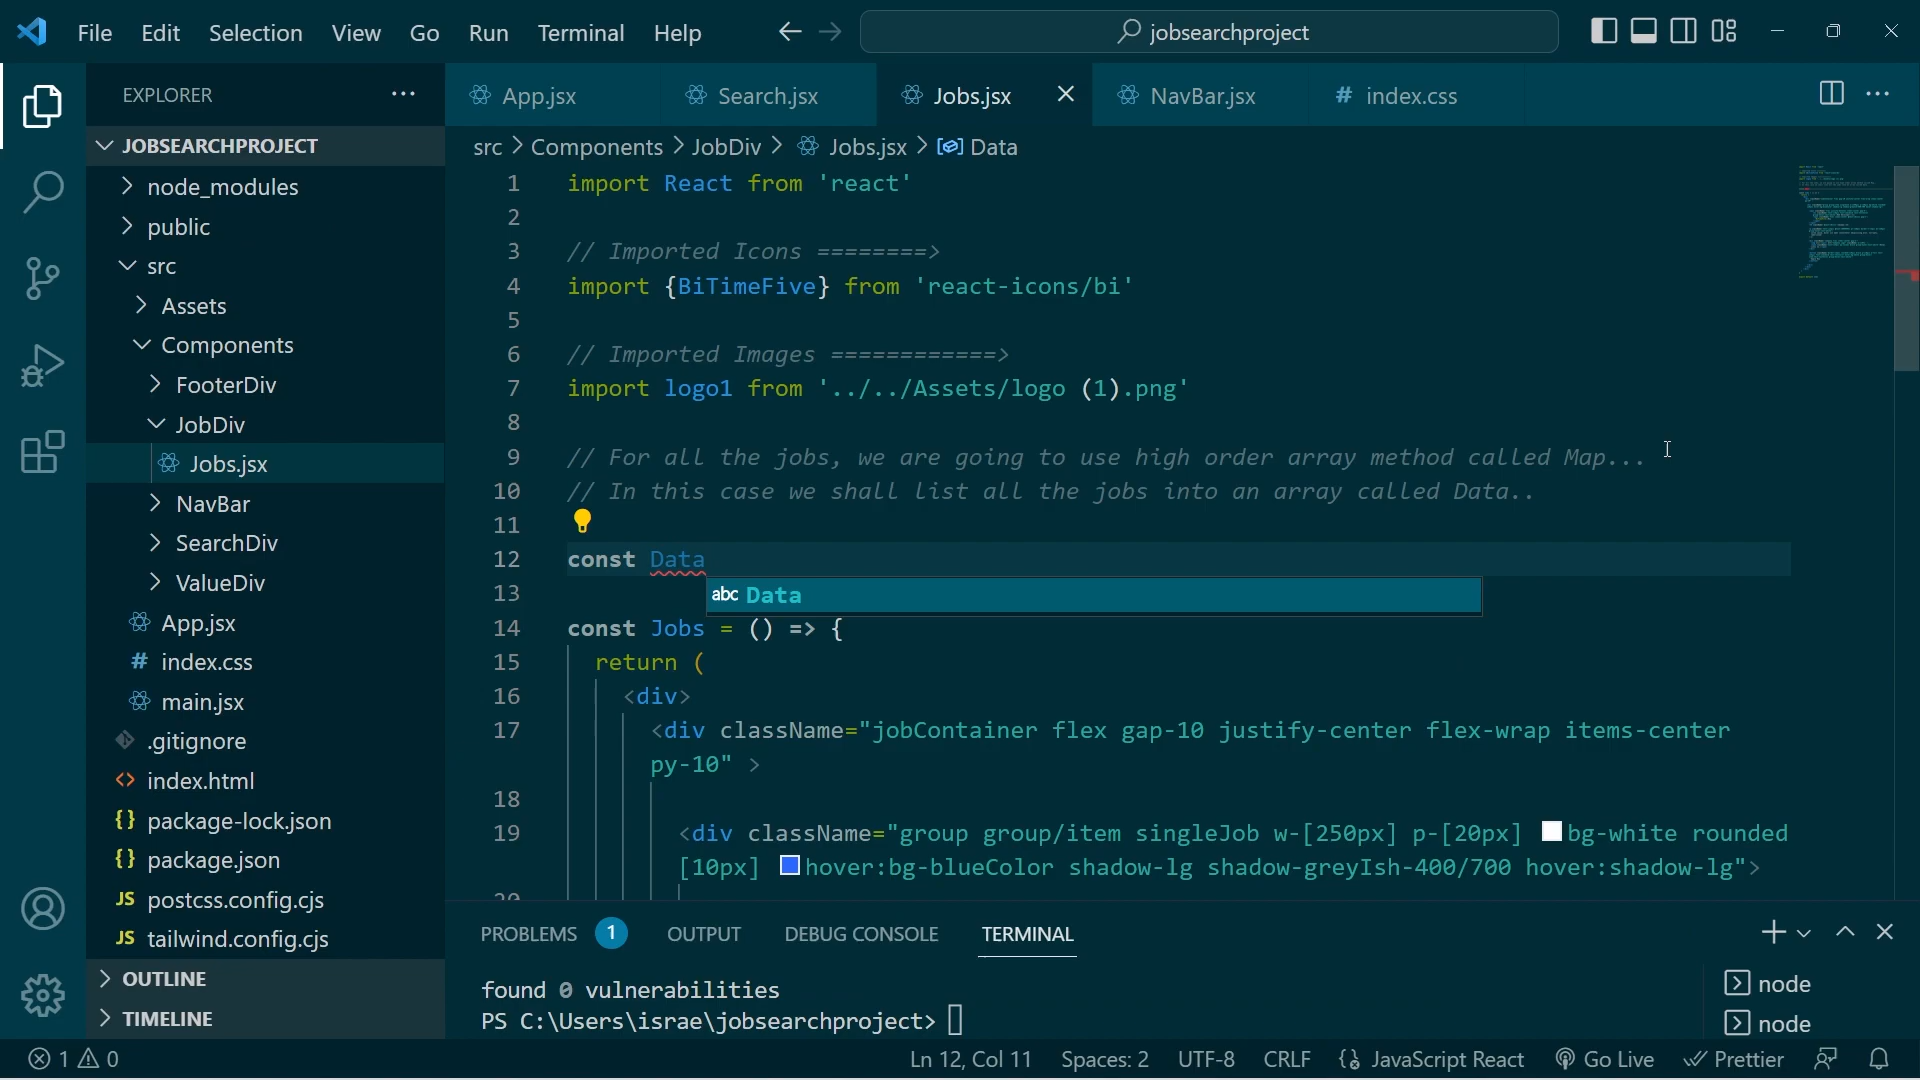 File Edit Selection View Go Run Terminal Help
jobsearchproject
EXPLORER
JOBSEARCHPROJECT
node_modules
public
src
Assets
Components
FooterDiv
JobDiv
Jobs.jsx
NavBar
SearchDiv
ValueDiv
App.jsx
# index.css
main.jsx
.gitignore
<> index.html
{} package-lock.json
{} package.json
JS postcss.config.cjs
JS tailwind.config.cjs
OUTLINE
TIMELINE
App.jsx Search.jsx Jobs.jsx NavBar.jsx # index.css
src > Components > JobDiv > Jobs.jsx > Data
1 import React from 'react'
2
3 // Imported Icons ========>
4 import {BiTimeFive} from 'react-icons/bi'
5
6 // Imported Images ============>
7 import logo1 from '../../Assets/logo (1).png'
8
9 // For all the jobs, we are going to use high order array method called Map...
10 // In this case we shall list all the jobs into an array called Data..
11
12 const Data
abc Data
13
14 const Jobs = () => {
15 return (
16 <div>
17 <div className="jobContainer flex gap-10 justify-center flex-wrap items-center
py-10" >
18
19 <div className="group group/item singleJob w-[250px] p-[20px] bg-white rounded
[10px] hover:bg-blueColor shadow-lg shadow-greyIsh-400/700 hover:shadow-lg">
20
PROBLEMS 1 OUTPUT DEBUG CONSOLE TERMINAL
found 0 vulnerabilities
PS C:\Users\israe\jobsearchproject>
node
node
1 0
Ln 12, Col 11 Spaces: 2 UTF-8 CRLF JavaScript React Go Live Prettier